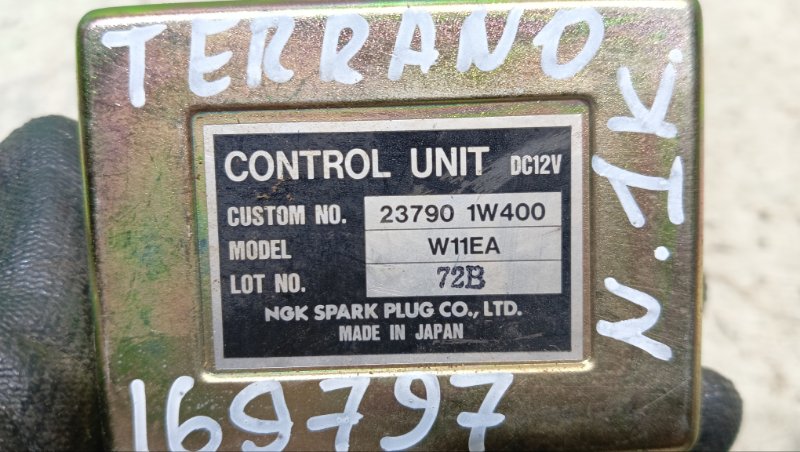 TERRANO
N.IK.
CONTROL UNIT DC12V
CUSTOM NO. 23790 1W400
MODEL W11EA
LOT NO. 72B
NGK SPARK PLUG CO., LTD.
MADE IN JAPAN
169797